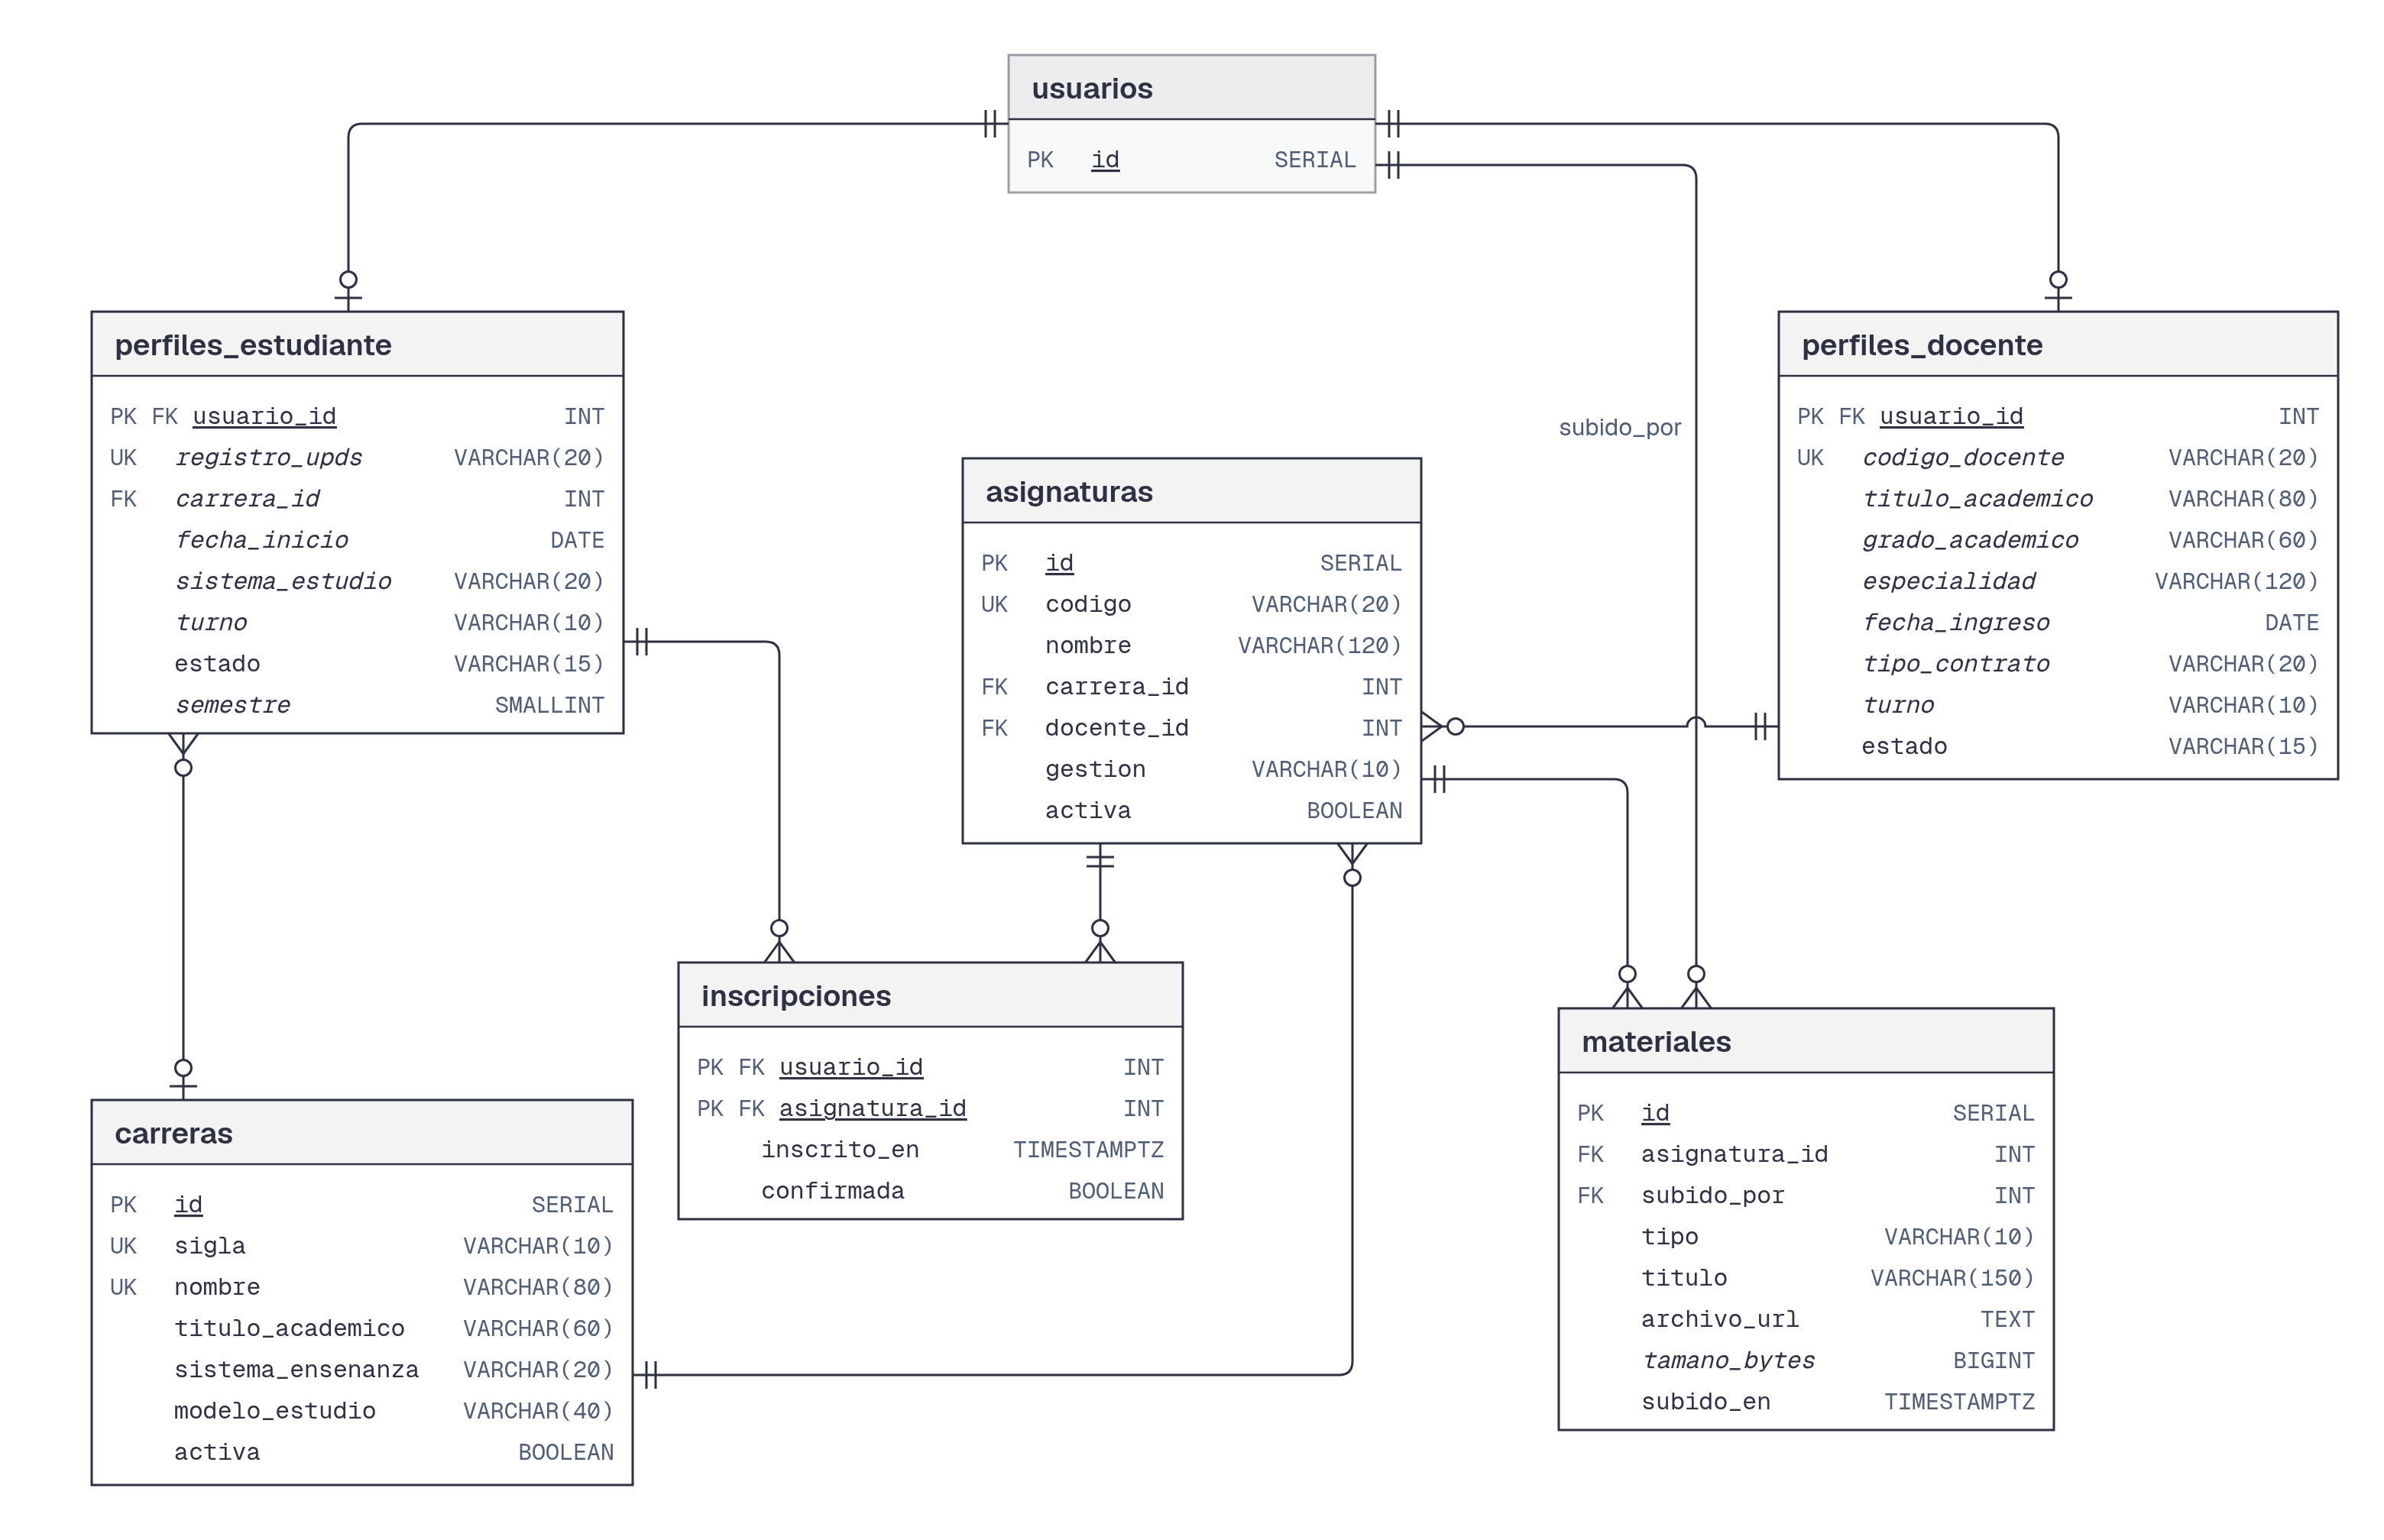 usuarios
PK id SERIAL
perfiles_estudiante
PK FK usuario_id INT
UK registro_upds VARCHAR(20)
FK carrera_id INT
fecha_inicio DATE
sistema_estudio VARCHAR(20)
turno VARCHAR(10)
estado VARCHAR(15)
semestre SMALLINT
perfiles_docente
PK FK usuario_id INT
UK codigo_docente VARCHAR(20)
titulo_academico VARCHAR(80)
grado_academico VARCHAR(60)
especialidad VARCHAR(120)
fecha_ingreso DATE
tipo_contrato VARCHAR(20)
turno VARCHAR(10)
estado VARCHAR(15)
subido_por
asignaturas
PK id SERIAL
UK codigo VARCHAR(20)
nombre VARCHAR(120)
FK carrera_id INT
FK docente_id INT
gestion VARCHAR(10)
activa BOOLEAN
inscripciones
PK FK usuario_id INT
PK FK asignatura_id INT
inscrito_en TIMESTAMPTZ
confirmada BOOLEAN
materiales
PK id SERIAL
FK asignatura_id INT
FK subido_por INT
tipo VARCHAR(10)
titulo VARCHAR(150)
archivo_url TEXT
tamano_bytes BIGINT
subido_en TIMESTAMPTZ
carreras
PK id SERIAL
UK sigla VARCHAR(10)
UK nombre VARCHAR(80)
titulo_academico VARCHAR(60)
sistema_ensenanza VARCHAR(20)
modelo_estudio VARCHAR(40)
activa BOOLEAN